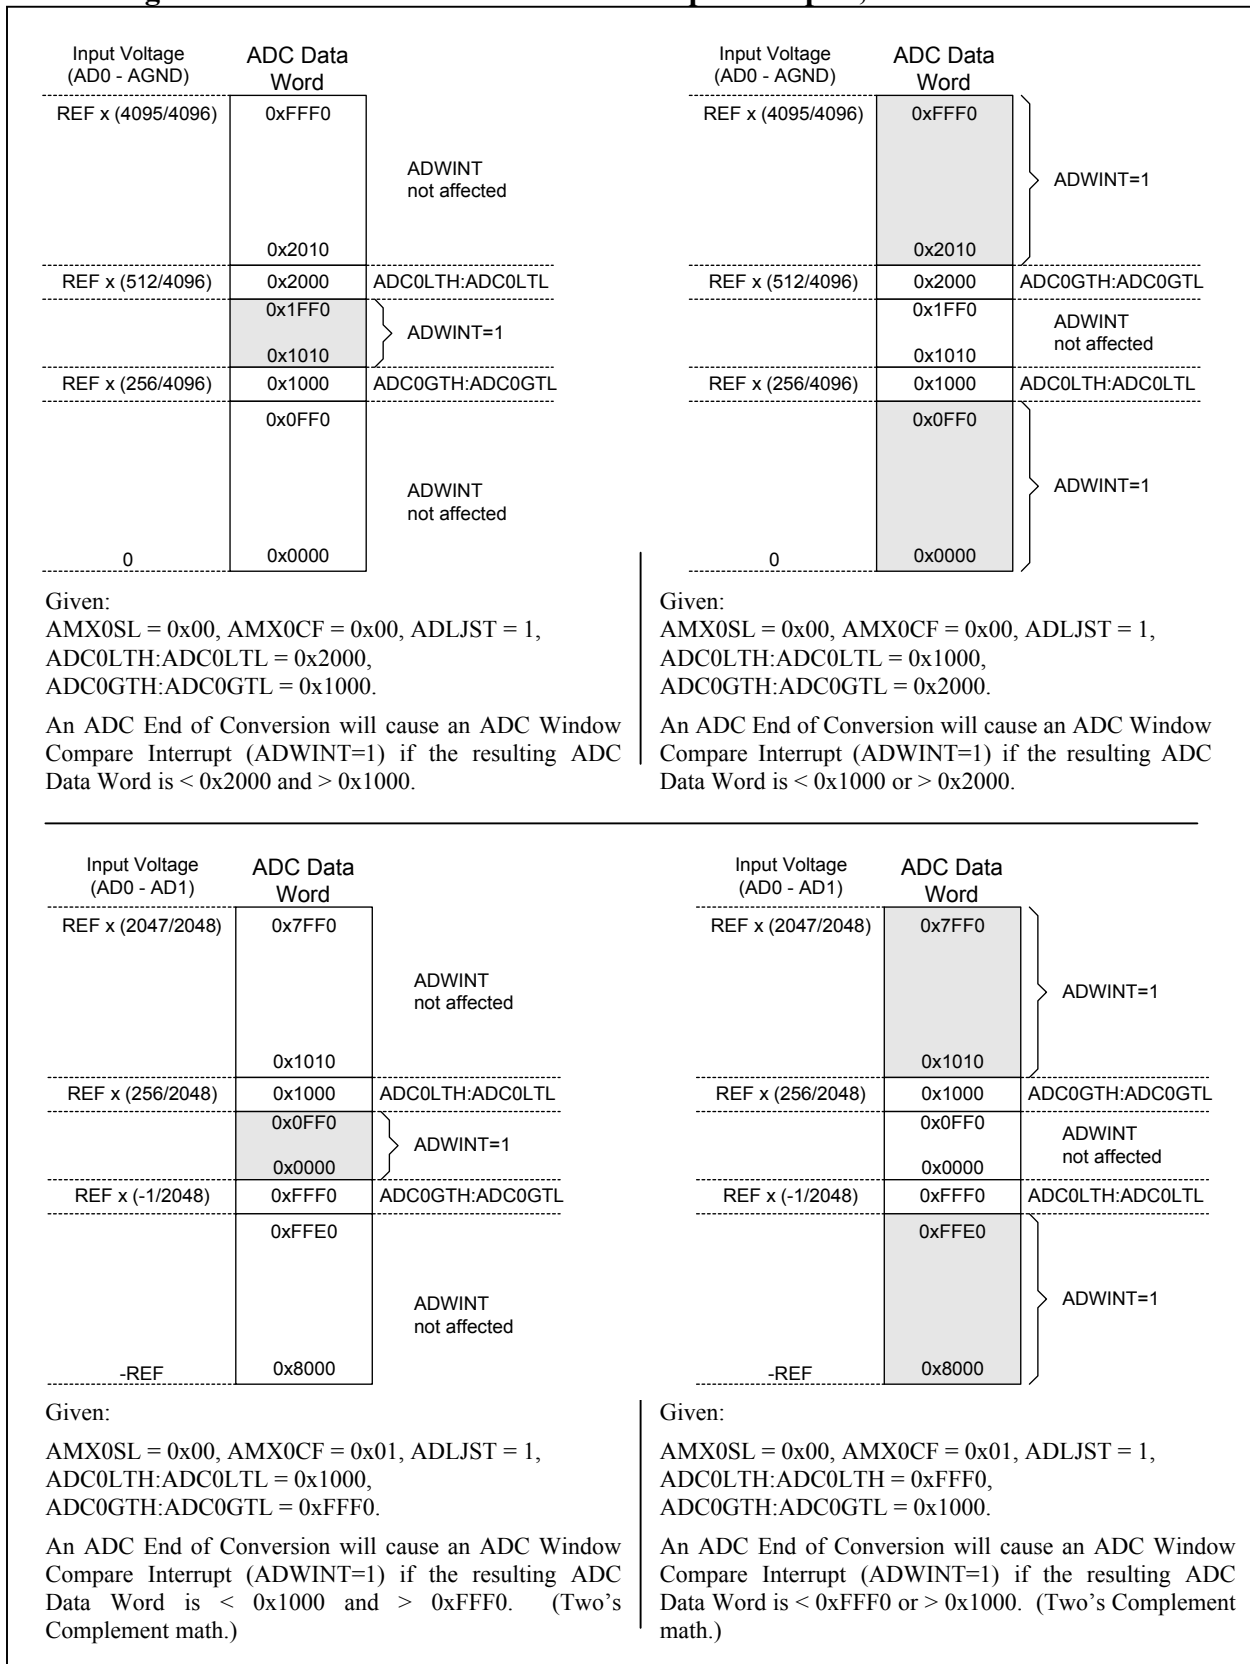 Input Voltage
(AD0 - AGND)
ADC Data
Word
REF x (4095/4096)
0xFFF0
ADWINT
not affected
0x2010
REF x (512/4096)
0x2000
ADC0LTH:ADC0LTL
0x1FF0
ADWINT=1
0x1010
REF x (256/4096)
0x1000
ADC0GTH:ADC0GTL
0x0FF0
ADWINT
not affected
0
0x0000
Given:
AMX0SL = 0x00, AMX0CF = 0x00, ADLJST = 1,
ADC0LTH:ADC0LTL = 0x2000,
ADC0GTH:ADC0GTL = 0x1000.
An ADC End of Conversion will cause an ADC Window
Compare Interrupt (ADWINT=1) if the resulting ADC
Data Word is < 0x2000 and > 0x1000.
Input Voltage
(AD0 - AGND)
ADC Data
Word
REF x (4095/4096)
0xFFF0
ADWINT=1
0x2010
REF x (512/4096)
0x2000
ADC0GTH:ADC0GTL
0x1FF0
ADWINT
not affected
0x1010
REF x (256/4096)
0x1000
ADC0LTH:ADC0LTL
0x0FF0
ADWINT=1
0
0x0000
Given:
AMX0SL = 0x00, AMX0CF = 0x00, ADLJST = 1,
ADC0LTH:ADC0LTL = 0x1000,
ADC0GTH:ADC0GTL = 0x2000.
An ADC End of Conversion will cause an ADC Window
Compare Interrupt (ADWINT=1) if the resulting ADC
Data Word is < 0x1000 or > 0x2000.
Input Voltage
(AD0 - AD1)
ADC Data
Word
REF x (2047/2048)
0x7FF0
ADWINT
not affected
0x1010
REF x (256/2048)
0x1000
ADC0LTH:ADC0LTL
0x0FF0
ADWINT=1
0x0000
REF x (-1/2048)
0xFFF0
ADC0GTH:ADC0GTL
0xFFE0
ADWINT
not affected
-REF
0x8000
Given:
AMX0SL = 0x00, AMX0CF = 0x01, ADLJST = 1,
ADC0LTH:ADC0LTL = 0x1000,
ADC0GTH:ADC0GTL = 0xFFF0.
An ADC End of Conversion will cause an ADC Window
Compare Interrupt (ADWINT=1) if the resulting ADC
Data Word is < 0x1000 and > 0xFFF0. (Two's
Complement math.)
Input Voltage
(AD0 - AD1)
ADC Data
Word
REF x (2047/2048)
0x7FF0
ADWINT=1
0x1010
REF x (256/2048)
0x1000
ADC0GTH:ADC0GTL
0x0FF0
ADWINT
not affected
0x0000
REF x (-1/2048)
0xFFF0
ADC0LTH:ADC0LTL
0xFFE0
ADWINT=1
-REF
0x8000
Given:
AMX0SL = 0x00, AMX0CF = 0x01, ADLJST = 1,
ADC0LTH:ADC0LTH = 0xFFF0,
ADC0GTH:ADC0GTL = 0x1000.
An ADC End of Conversion will cause an ADC Window
Compare Interrupt (ADWINT=1) if the resulting ADC
Data Word is < 0xFFF0 or > 0x1000. (Two's Complement
math.)